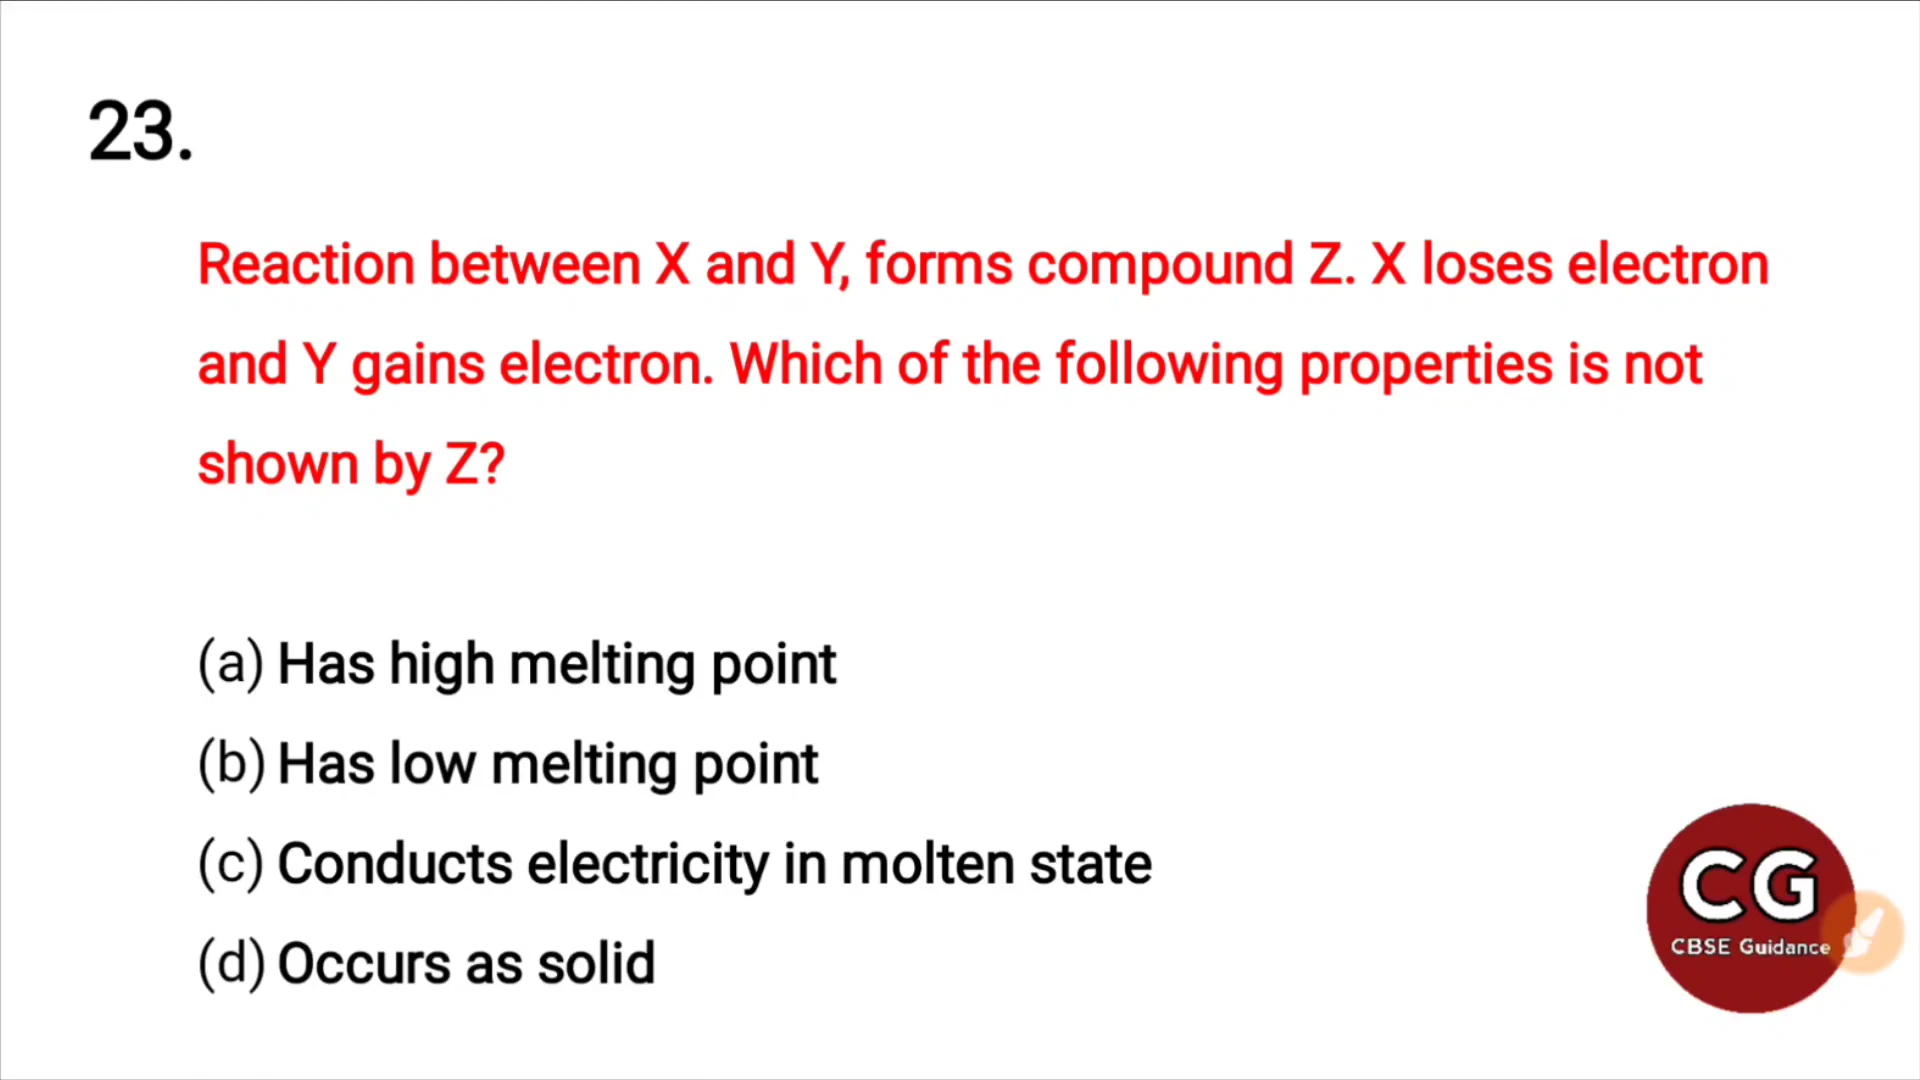 23.
Reaction between X and Y, forms compound Z. X loses electron
and Y gains electron. Which of the following properties is not
shown by Z?
(a) Has high melting point
(b) Has low melting point
(c) Conducts electricity in molten state
(d) Occurs as solid
CG
CBSE Guidance